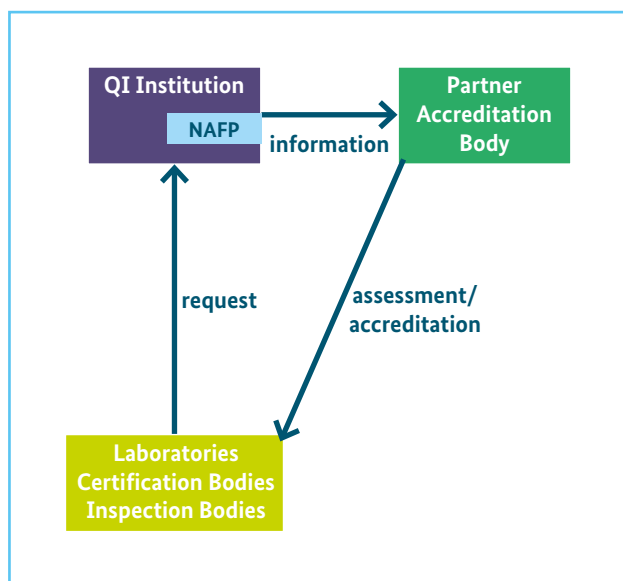 QI Institution
NAFP
Partner
Accreditation
Body
information
request
assessment/
accreditation
Laboratories
Certification Bodies
Inspection Bodies